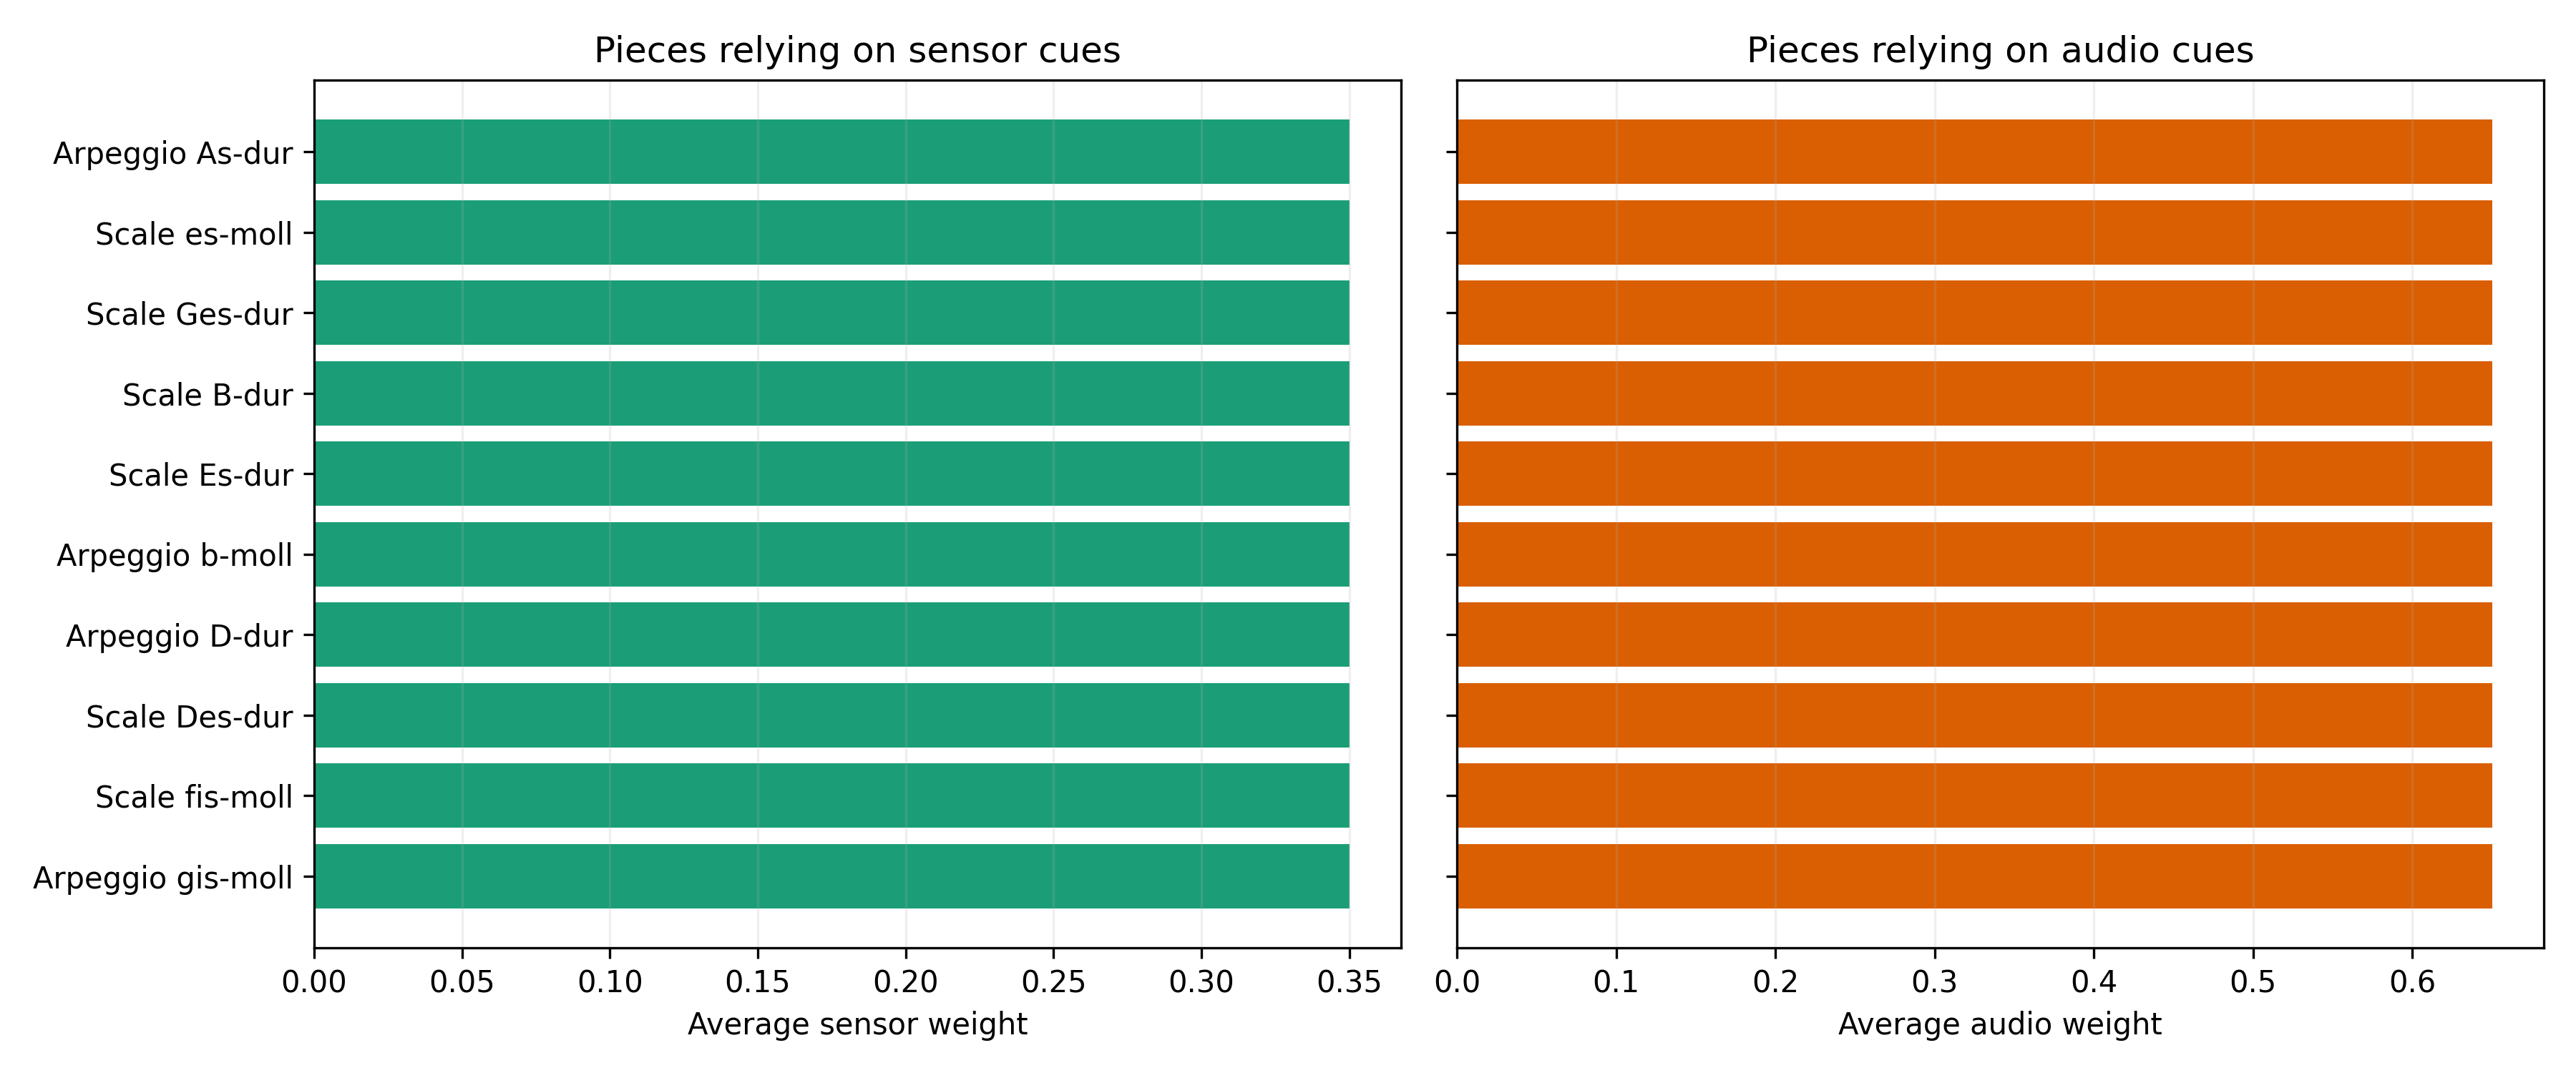 Pieces relying on sensor cues
Arpeggio As-dur
Scale es-moll
Scale Ges-dur
Scale B-dur
Scale Es-dur
Arpeggio b-moll
Arpeggio D-dur
Scale Des-dur
Scale fis-moll
Arpeggio gis-moll
0.00 0.05 0.10 0.15 0.20 0.25 0.30 0.35
Average sensor weight
Pieces relying on audio cues
0.0 0.1 0.2 0.3 0.4 0.5 0.6
Average audio weight